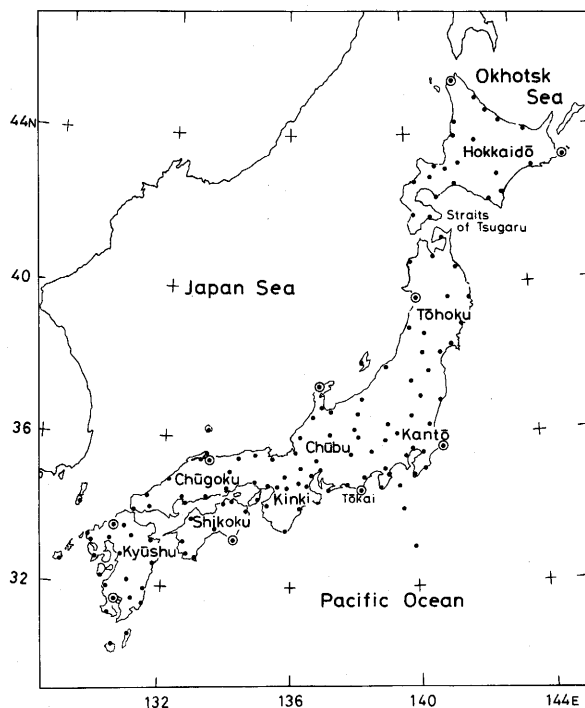 Okhotsk
Sea
44N
Hokkaidō
Straits
of Tsugaru
40
Japan Sea
Tōhoku
36
Kantō
Chūbu
Chūgoku
Kinki
Tōkai
Shikoku
Kyūshu
32
Pacific Ocean
132
136
140
144E